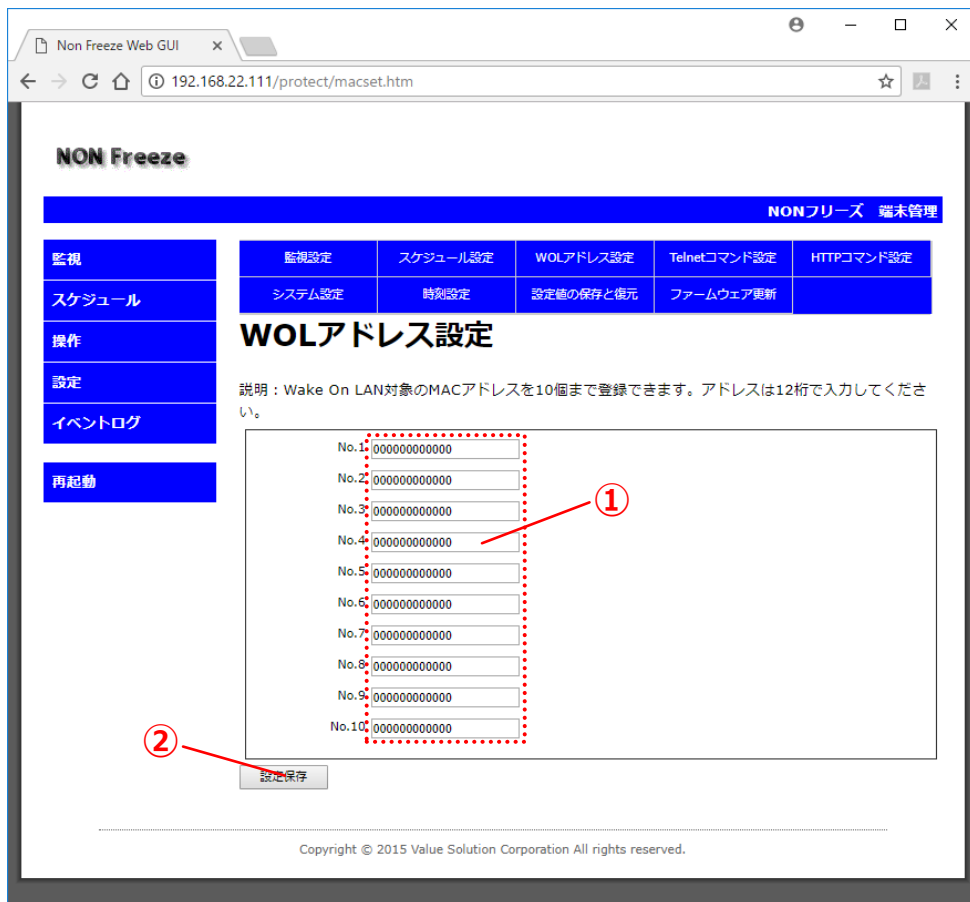 Non Freeze Web GUI
192.168.22.111/protect/macset.htm
NON Freeze
NONフリーズ 端末管理
監視
スケジュール
操作
設定
イベントログ
再起動
監視設定 スケジュール設定 WOLアドレス設定 Telnetコマンド設定 HTTPコマンド設定
システム設定 時刻設定 設定値の保存と復元 ファームウェア更新
WOLアドレス設定
説明:Wake On LAN対象のMACアドレスを10個まで登録できます。アドレスは12桁で入力してくださ
い。
No.1 000000000000
No.2 000000000000
No.3 000000000000
No.4 000000000000
No.5 000000000000
No.6 000000000000
No.7 000000000000
No.8 000000000000
No.9 000000000000
No.10 000000000000
①
②
設定保存
Copyright © 2015 Value Solution Corporation All rights reserved.